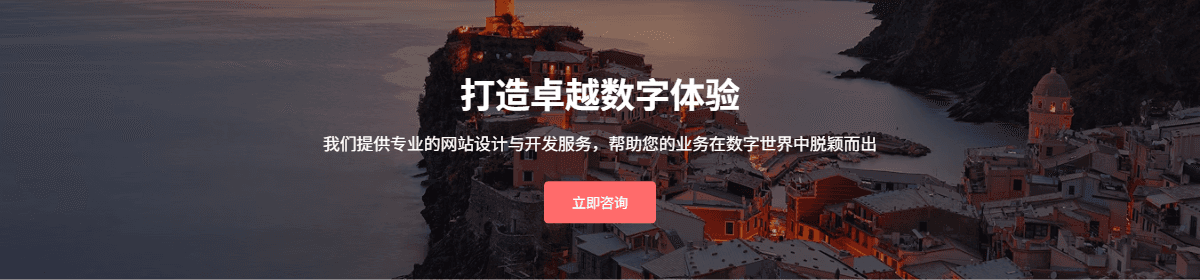 打造卓越数字体验
我们提供专业的网站设计与开发服务，帮助您的业务在数字世界中脱颖而出
立即咨询